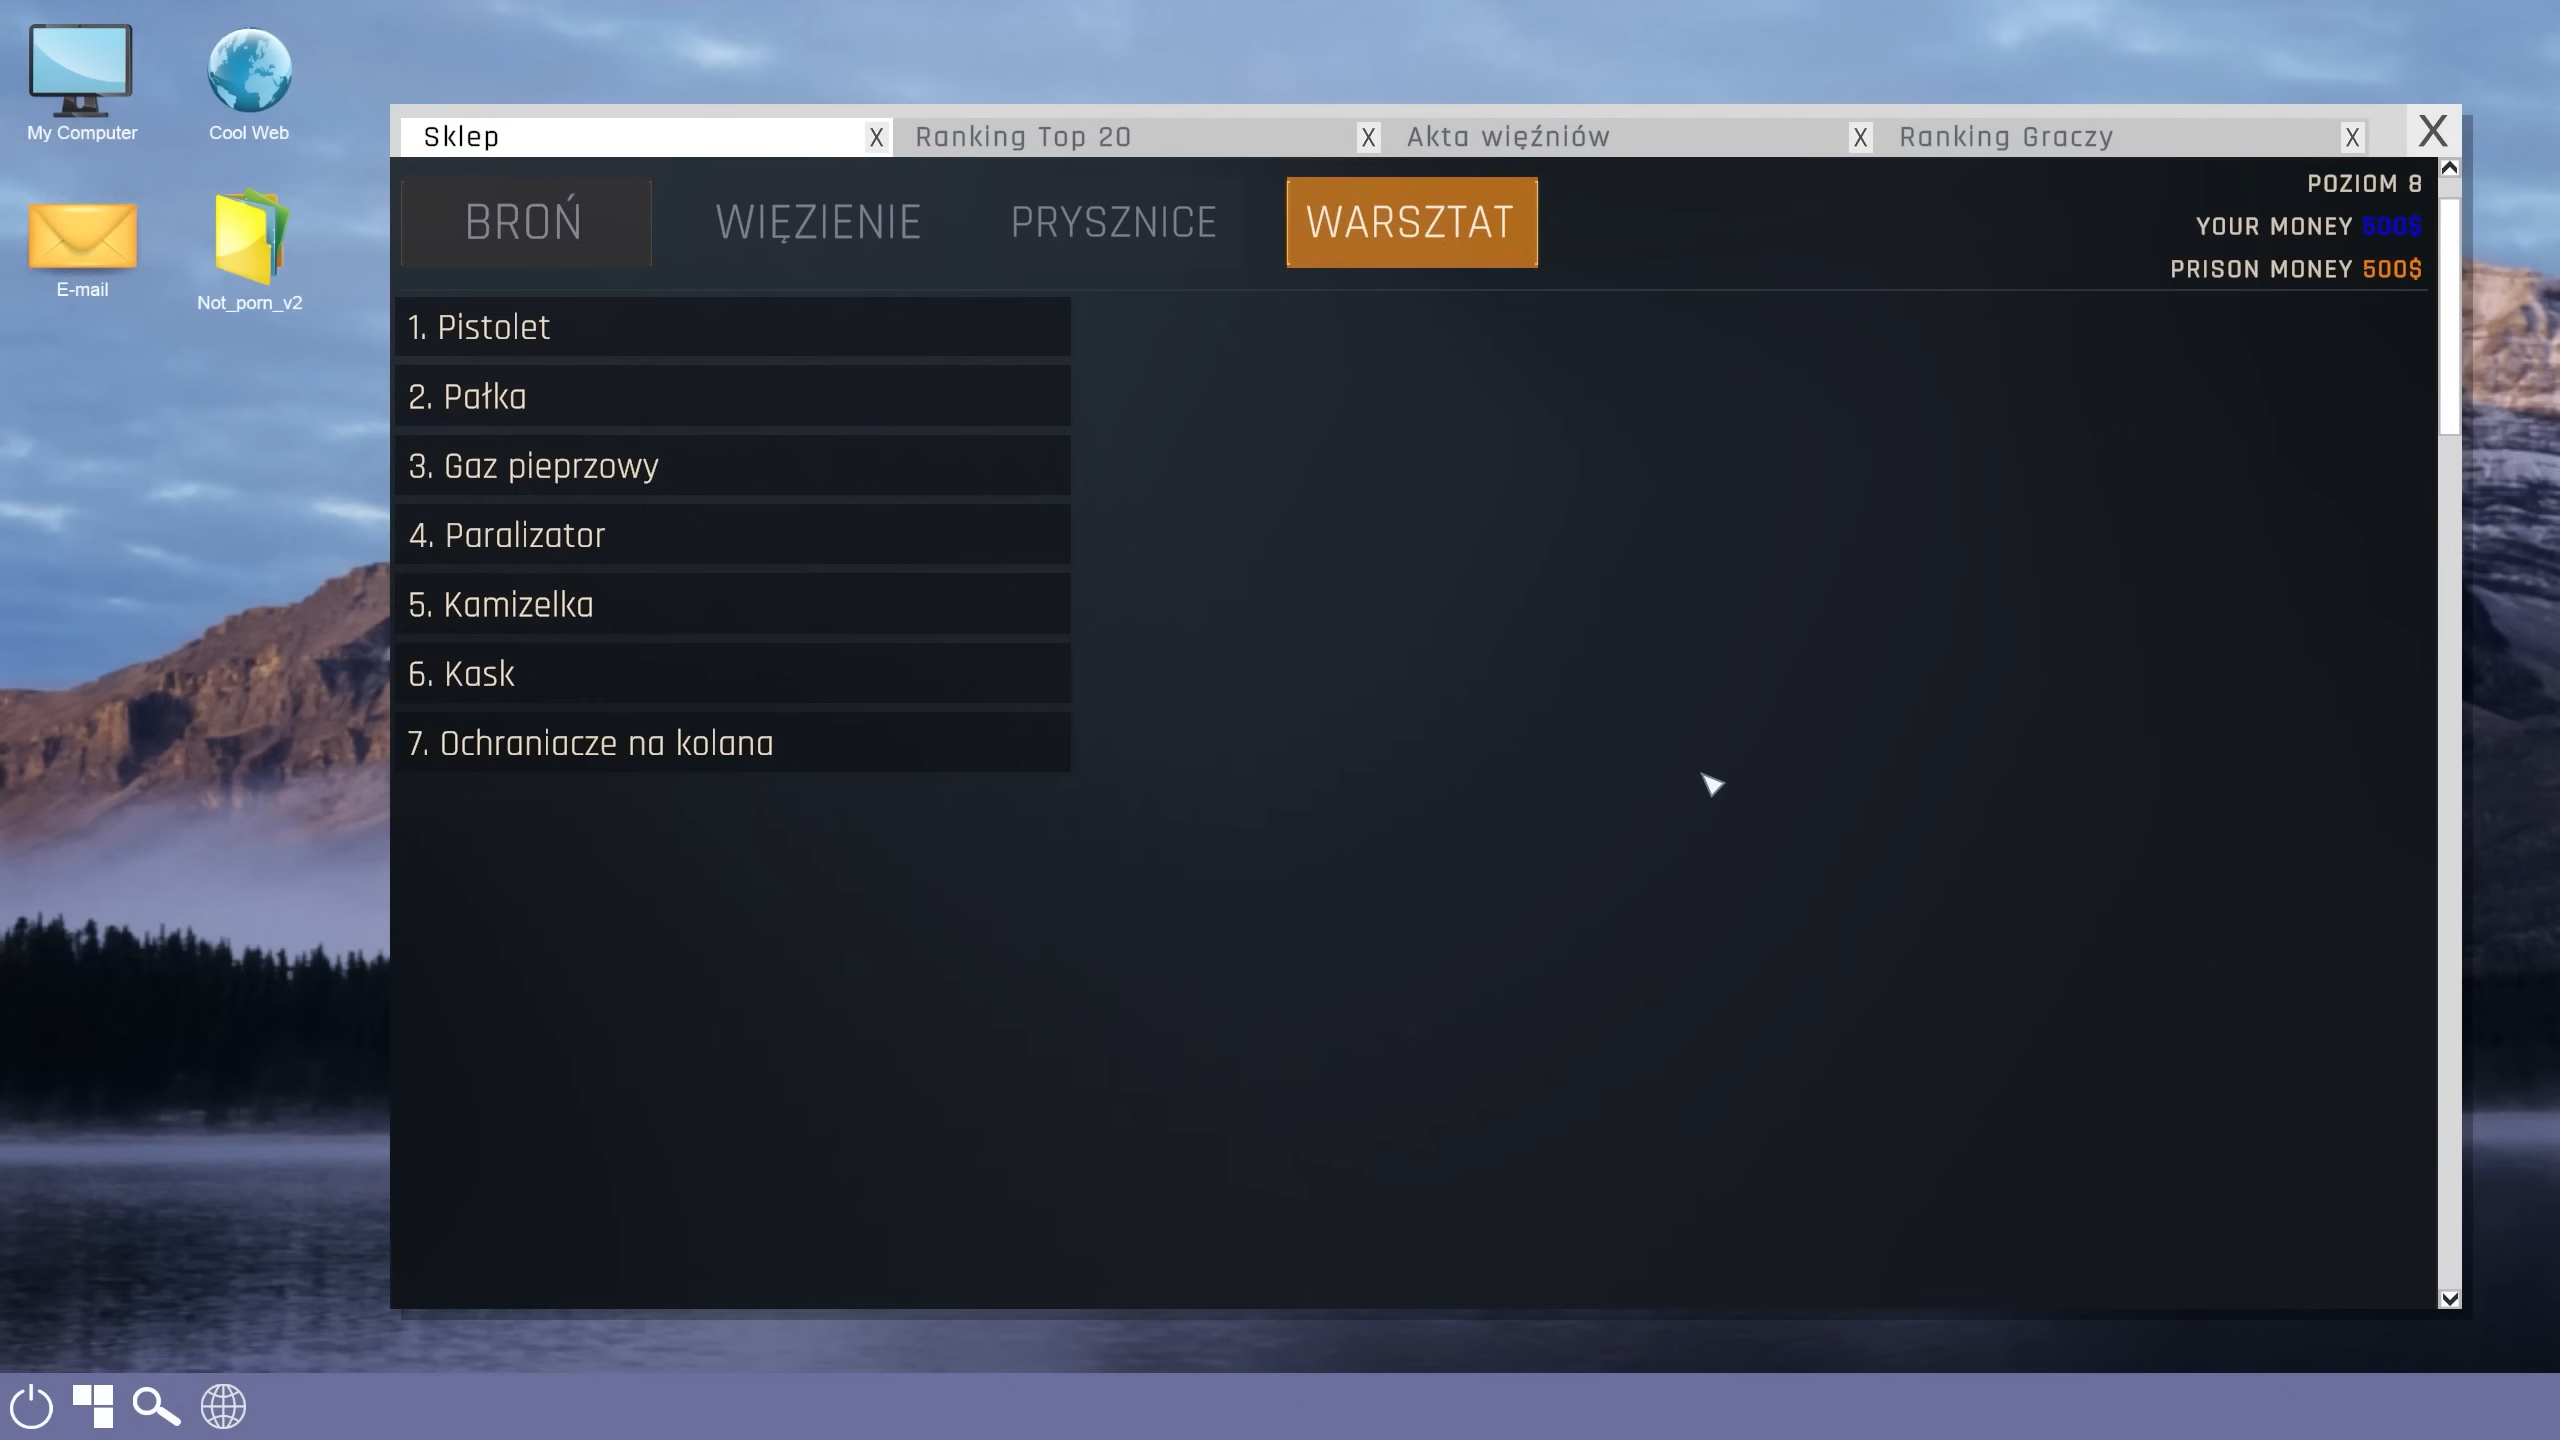 My Computer
Cool Web
E-mail
Not_porn_v2
Sklep X
Ranking Top 20 X
Akta więźniów X
Ranking Graczy X
X
BROŃ
WIĘZIENIE
PRYSZNICE
WARSZTAT
POZIOM 8
YOUR MONEY 500$
PRISON MONEY 500$
1. Pistolet
2. Pałka
3. Gaz pieprzowy
4. Paralizator
5. Kamizelka
6. Kask
7. Ochraniacze na kolana